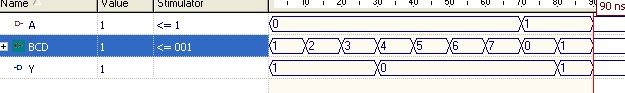 Name Value Stimulator 10 20 30 40 50 60 70 80 90
90 ns
A 1 <= 1 0 1
BCD 1 <= 001 1 2 3 4 5 6 7 0 1
Y 1 1 0 1